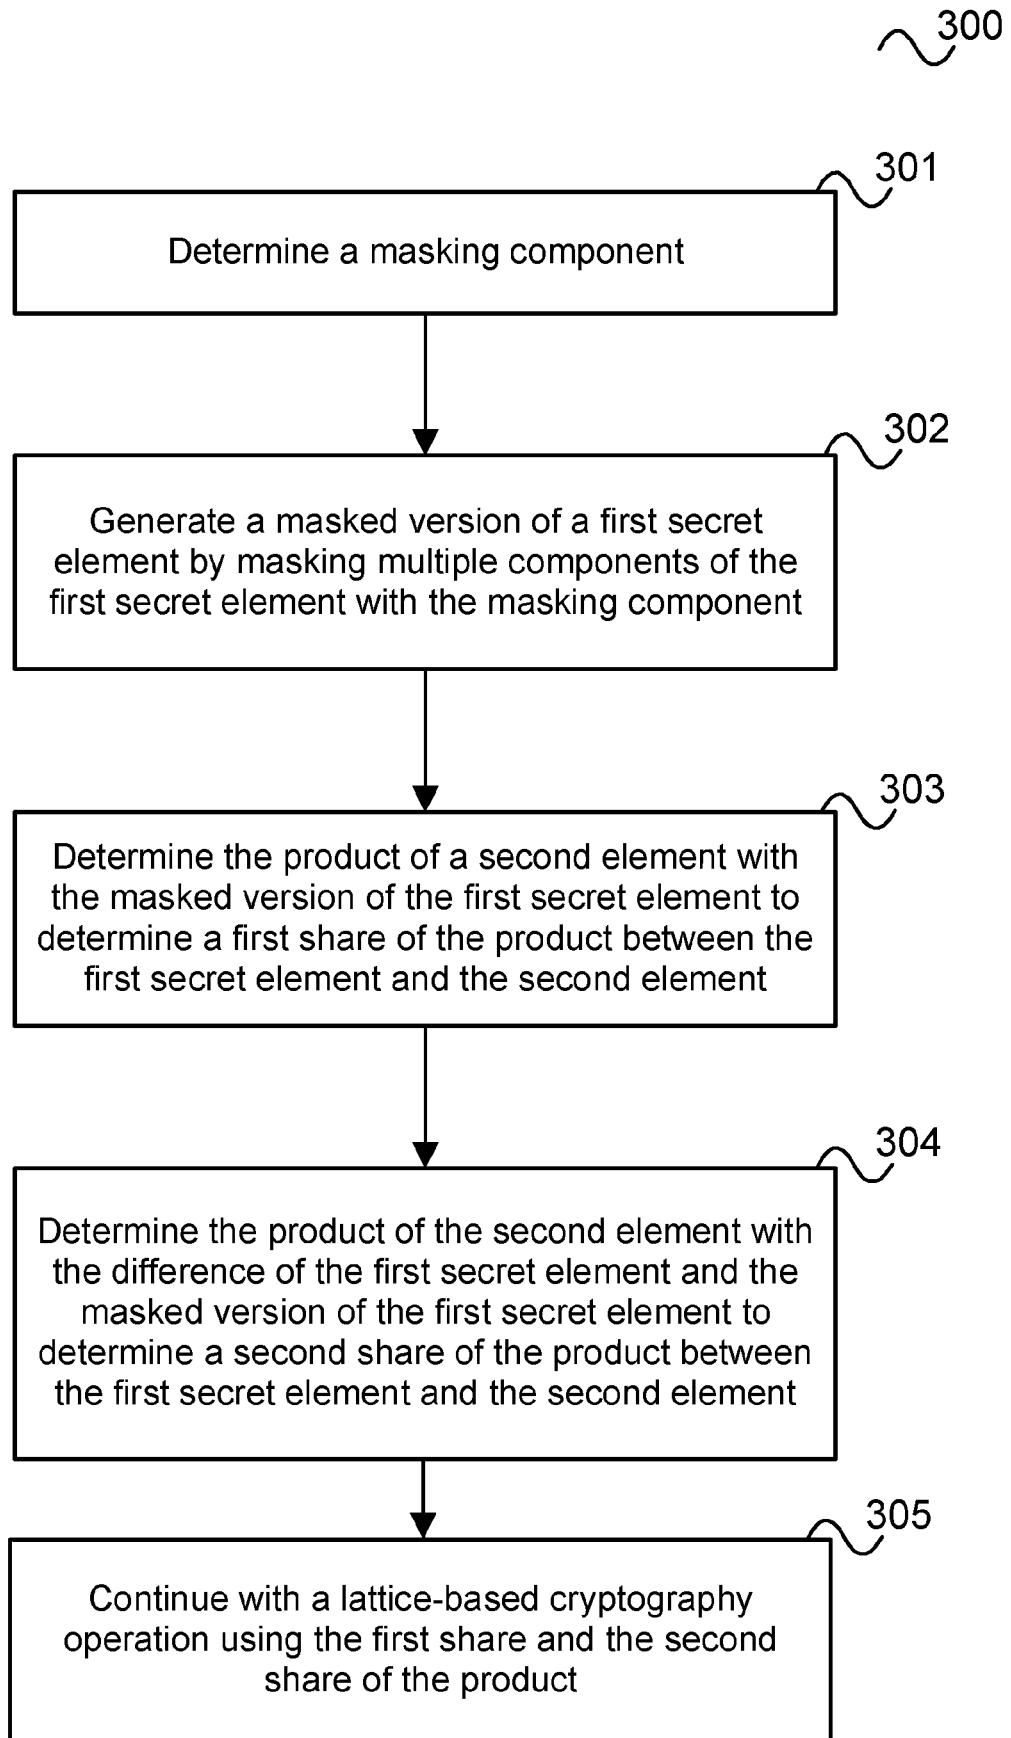 300
301
Determine a masking component
302
Generate a masked version of a first secret
element by masking multiple components of the
first secret element with the masking component
303
Determine the product of a second element with
the masked version of the first secret element to
determine a first share of the product between the
first secret element and the second element
304
Determine the product of the second element with
the difference of the first secret element and the
masked version of the first secret element to
determine a second share of the product between
the first secret element and the second element
305
Continue with a lattice-based cryptography
operation using the first share and the second
share of the product